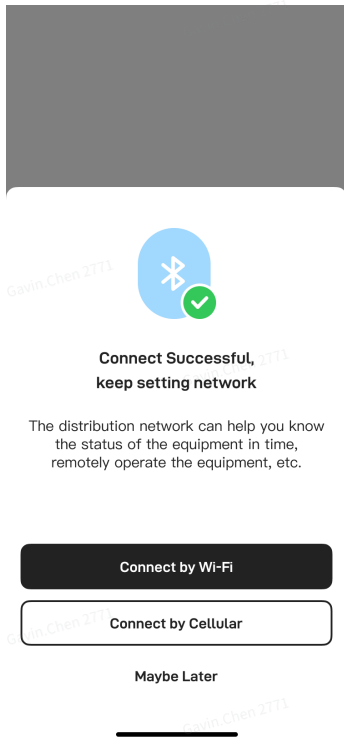 Gavin.Chen 2771
Connect Successful,
keep setting network
Gavin.Chen 2771
The distribution network can help you know
the status of the equipment in time,
remotely operate the equipment, etc.
Connect by Wi-Fi
Connect by Cellular
Gavin.Chen 2771
Maybe Later
Gavin.Chen 2771